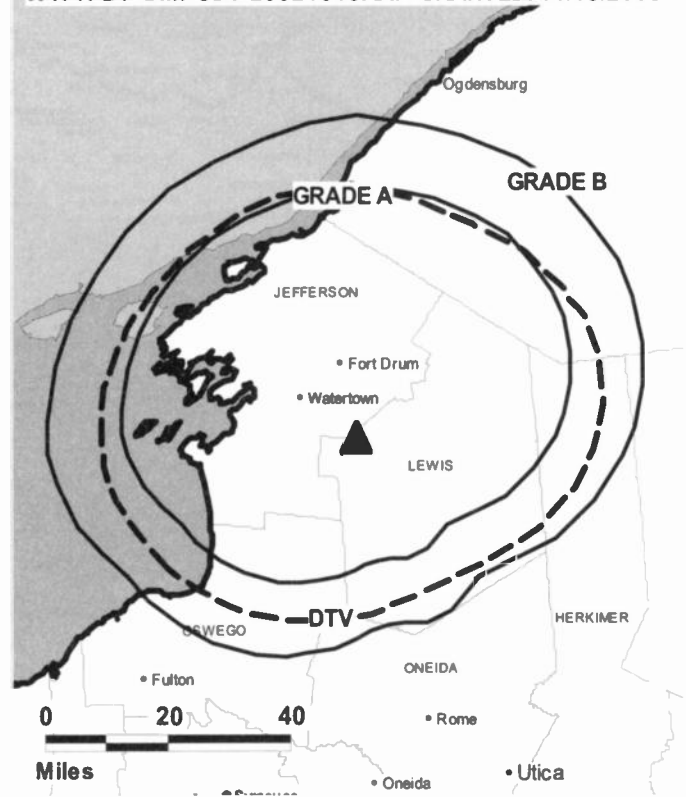 Ogdensburg
GRADE B
GRADE A
JEFFERSON
Fort Drum
Watertown
LEWIS
DTV
OSWEGO
HERKIMER
ONEIDA
Fulton
0 20 40
Rome
Miles
Utica
Oneida